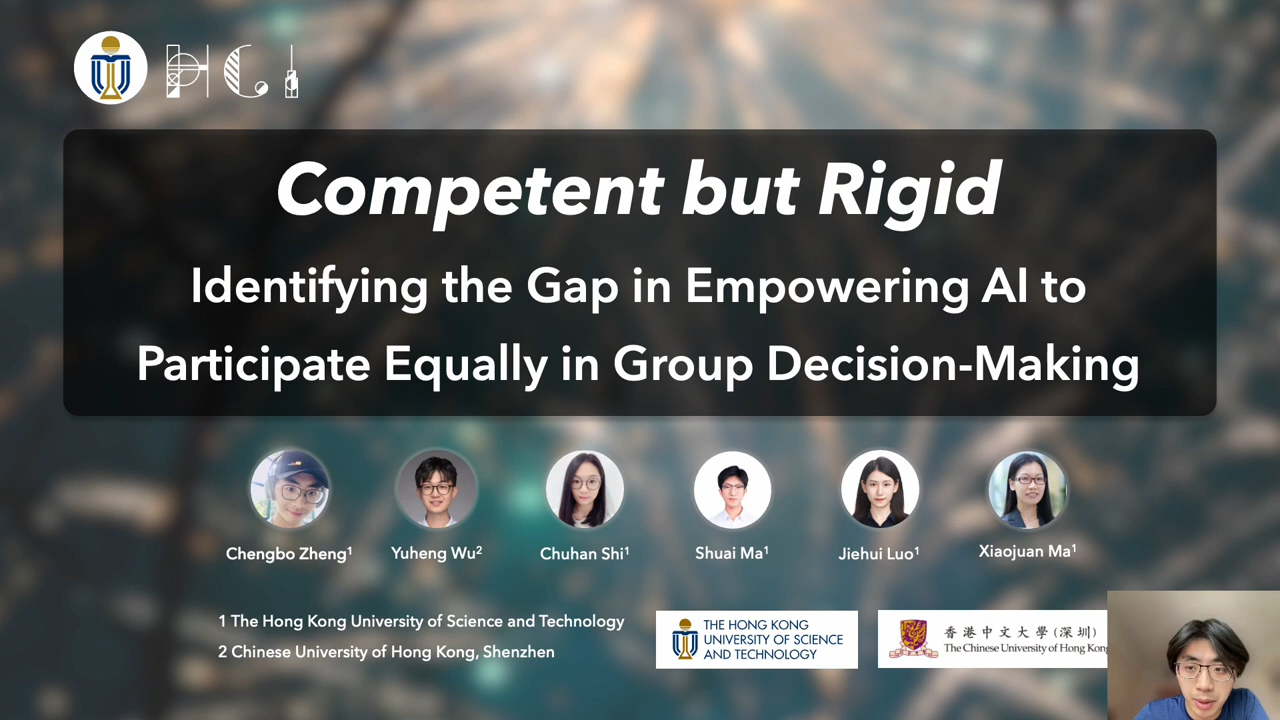 HCI
Competent but Rigid
Identifying the Gap in Empowering AI to
Participate Equally in Group Decision-Making
Chengbo Zheng¹
Yuheng Wu²
Chuhan Shi¹
Shuai Ma¹
Jiehui Luo¹
Xiaojuan Ma¹
1 The Hong Kong University of Science and Technology
2 Chinese University of Hong Kong, Shenzhen
THE HONG KONG
UNIVERSITY OF SCIENCE
AND TECHNOLOGY
香港中文大學(深圳)
The Chinese University of Hong Kong